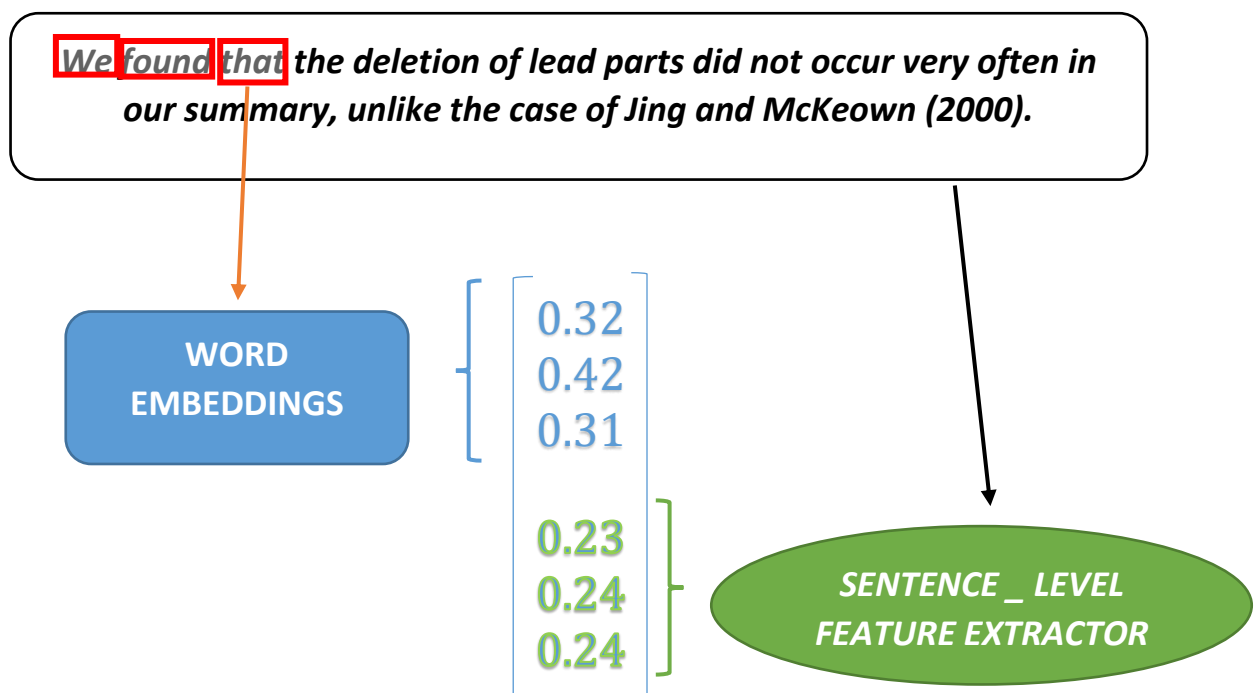 We found that the deletion of lead parts did not occur very often in
our summary, unlike the case of Jing and McKeown (2000).
WORD
EMBEDDINGS
0.32
0.42
0.31
0.23
0.24
0.24
SENTENCE _ LEVEL
FEATURE EXTRACTOR